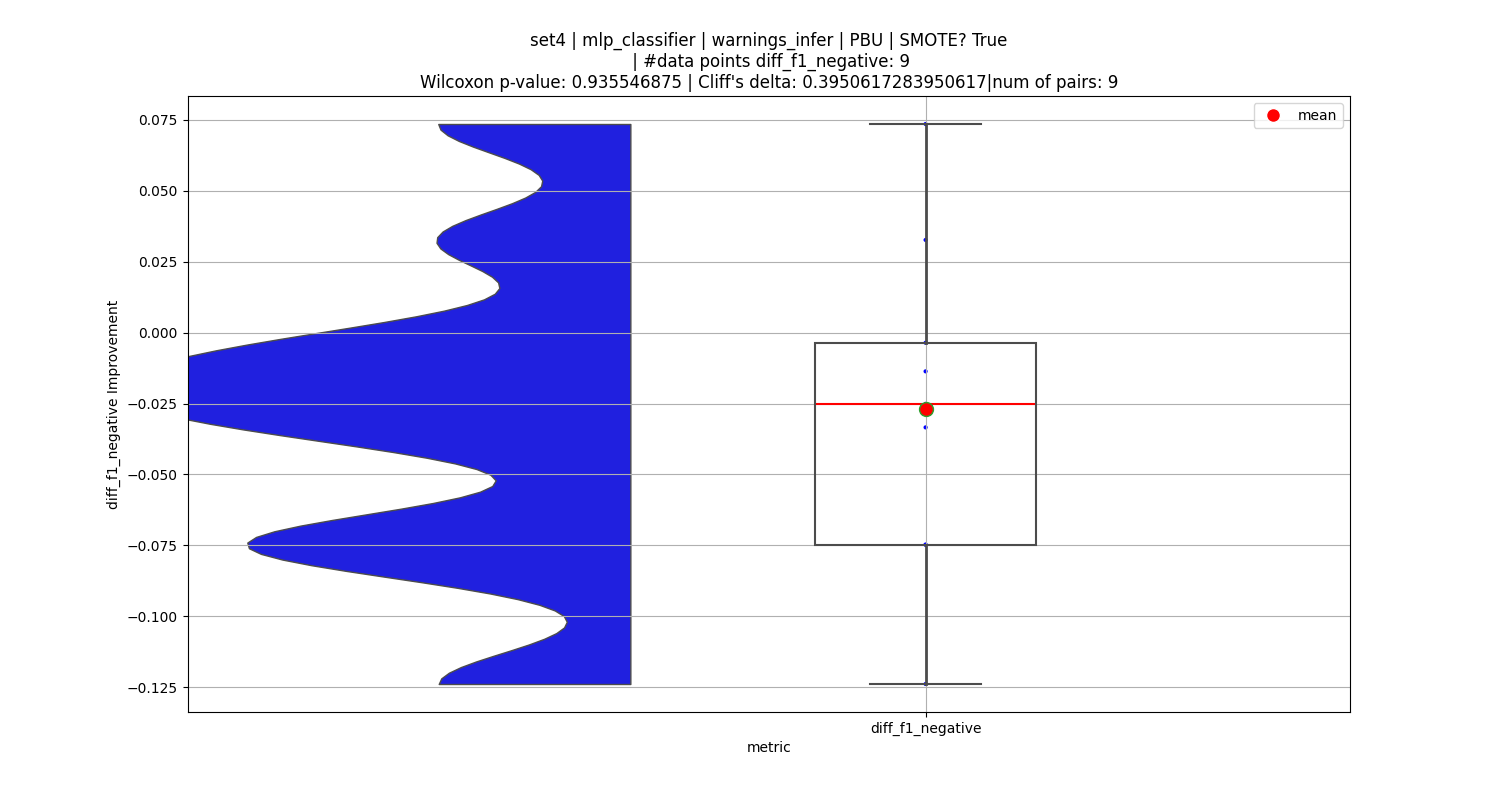 set4 | mlp_classifier | warnings_infer | PBU | SMOTE? True
| #data points diff_f1_negative: 9
Wilcoxon p-value: 0.935546875 | Cliff's delta: 0.3950617283950617|num of pairs: 9
mean
0.075
0.050
0.025
0.000
−0.025
−0.050
−0.075
−0.100
−0.125
diff_f1_negative Improvement
diff_f1_negative
metric